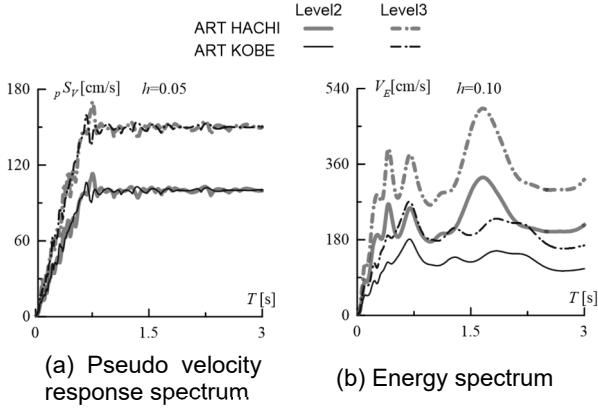 Level2 Level3
ART HACHI
ART KOBE
180 pSV[cm/s] h=0.05
120
60
0
0 1.5 3
T[s]
(a) Pseudo velocity
response spectrum
540 VE[cm/s] h=0.10
360
180
0
0 1.5 3
T[s]
(b) Energy spectrum